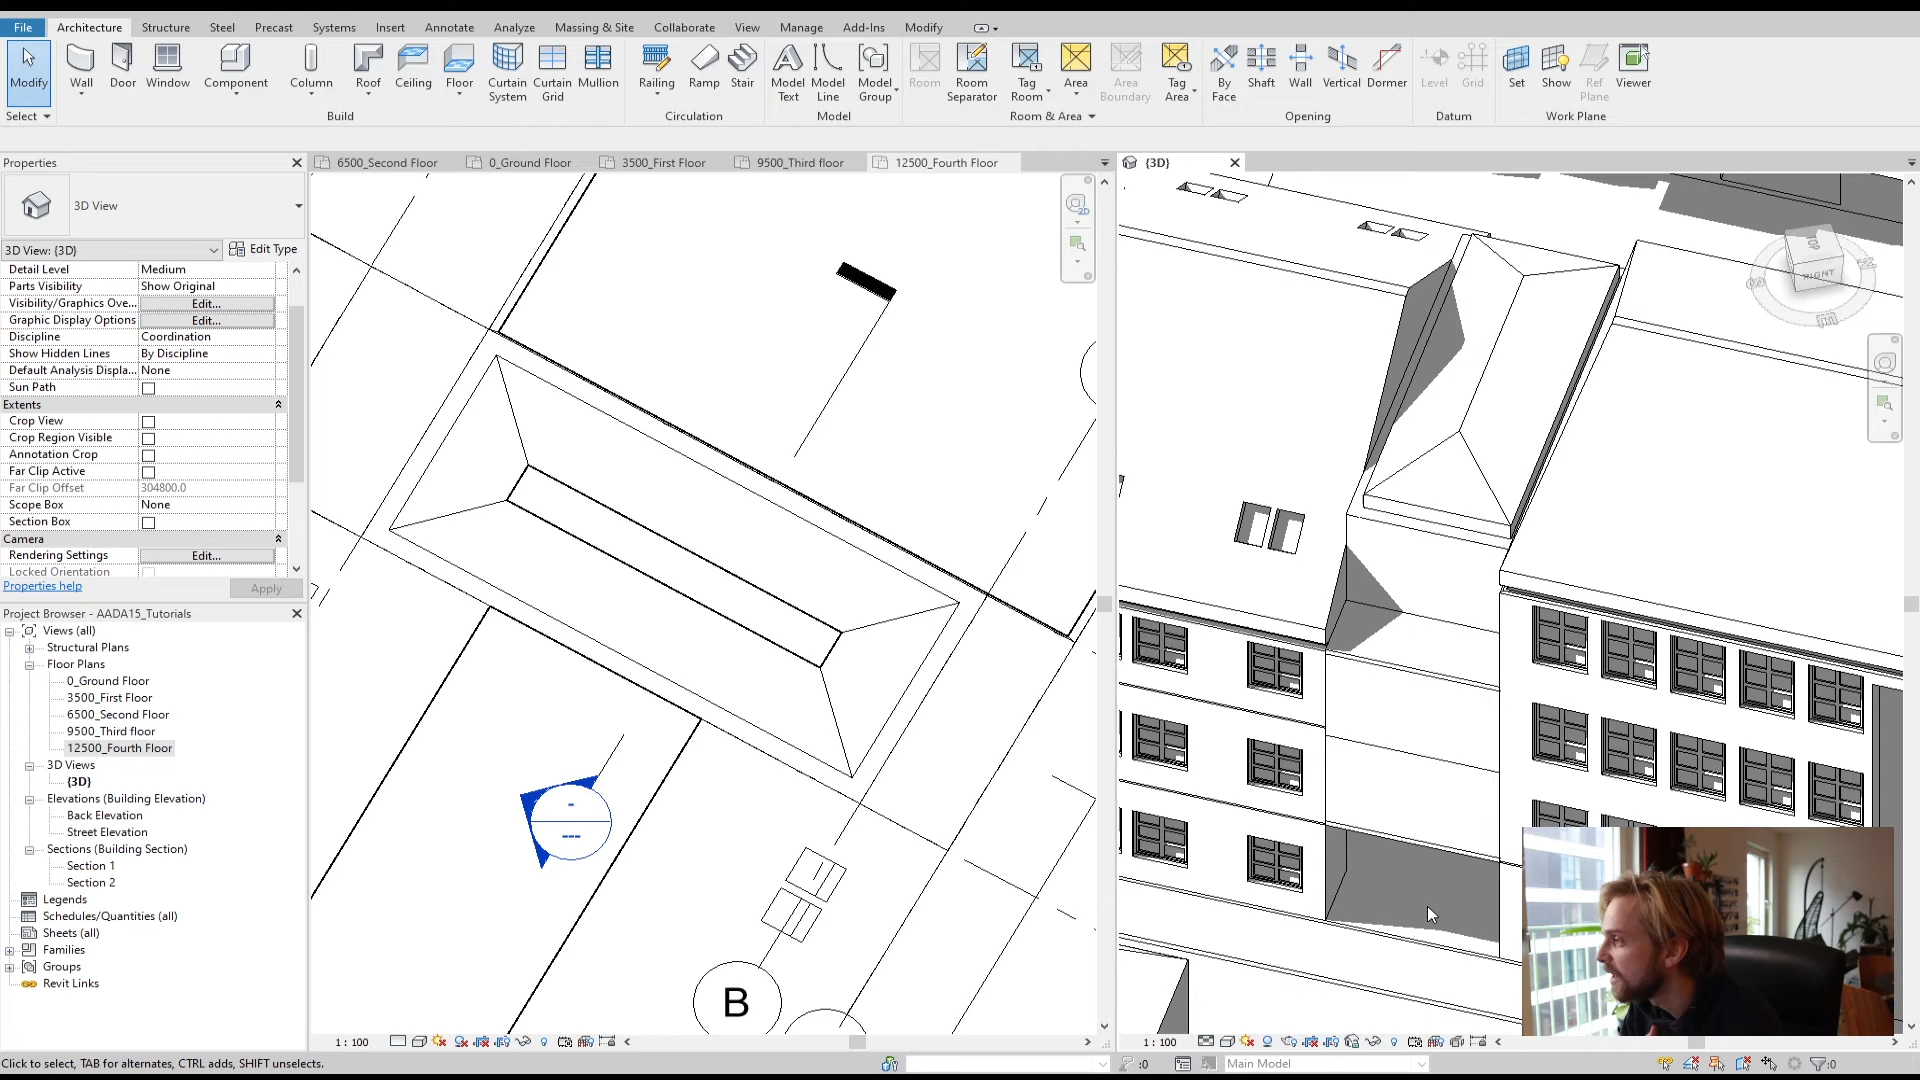 File Architecture Structure Steel Precast Systems Insert Annotate Analyze Massing & Site Collaborate View Manage Add-Ins Modify
Modify Wall Door Window Component Column Roof Ceiling Floor Curtain System Curtain Grid Mullion Railing Ramp Stair Model Text Model Line Model Group Room Room Separator Tag Room Area Area Boundary Tag Area By Face Shaft Wall Vertical Dormer Level Grid Set Show Ref Plane Viewer
Select Build Circulation Model Room & Area Opening Datum Work Plane
Properties
6500_Second Floor 0_Ground Floor 3500_First Floor 9500_Third floor 12500_Fourth Floor {3D}
3D View
3D View: {3D} Edit Type
Detail Level Medium
Parts Visibility Show Original
Visibility/Graphics Ove... Edit...
Graphic Display Options Edit...
Discipline Coordination
Show Hidden Lines By Discipline
Default Analysis Displa... None
Sun Path
Extents
Crop View
Crop Region Visible
Annotation Crop
Far Clip Active
Far Clip Offset 304800.0
Scope Box None
Section Box
Camera
Rendering Settings Edit...
Locked Orientation
Properties help Apply
Project Browser - AADA15_Tutorials
Views (all)
Structural Plans
Floor Plans
0_Ground Floor
3500_First Floor
6500_Second Floor
9500_Third floor
12500_Fourth Floor
3D Views
{3D}
Elevations (Building Elevation)
Back Elevation
Street Elevation
Sections (Building Section)
Section 1
Section 2
Legends
Schedules/Quantities (all)
Sheets (all)
Families
Groups
Revit Links
2D
-
---
B
TOP
RIGHT
1 : 100
1 : 100
Click to select, TAB for alternates, CTRL adds, SHIFT unselects.
:0
Main Model
:0